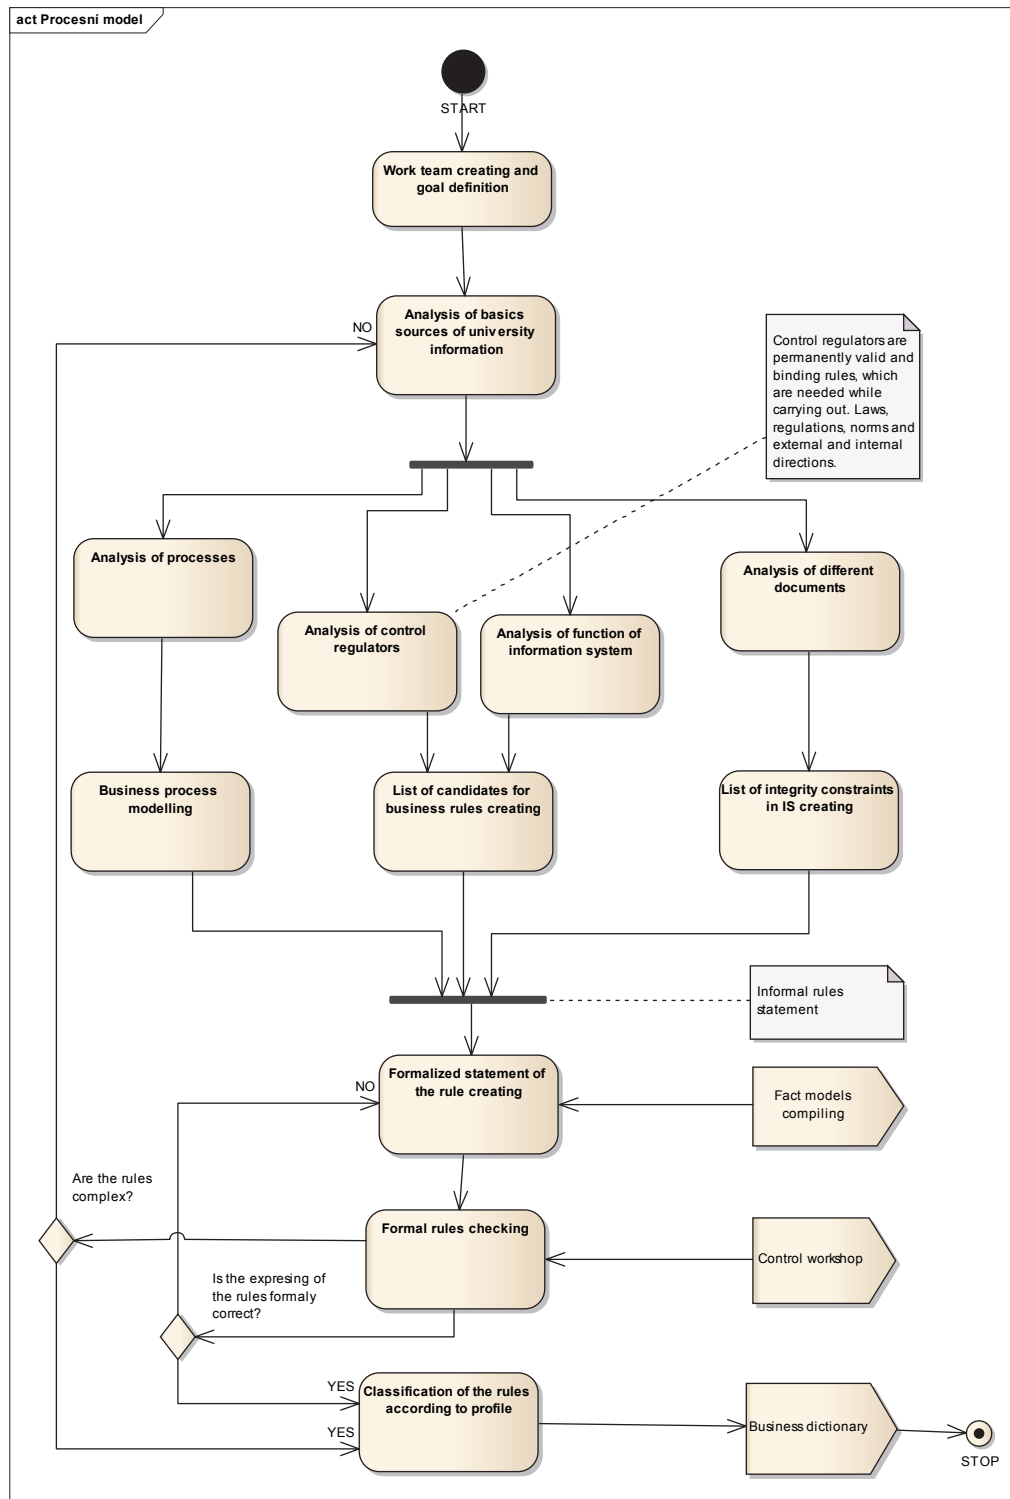 act Procesní model
START
Work team creating and
goal definition
NO
Analysis of basics
sources of university
information
Control regulators are
permanently valid and
binding rules, which
are needed while
carrying out. Laws,
regulations, norms and
external and internal
directions.
Analysis of processes
Analysis of control
regulators
Analysis of function of
information system
Analysis of different
documents
Business process
modelling
List of candidates for
business rules creating
List of integrity constraints
in IS creating
Informal rules
statement
NO
Formalized statement of
the rule creating
Fact models
compiling
Are the rules
complex?
Formal rules checking
Control workshop
Is the expresing of
the rules formaly
correct?
YES
Classification of the rules
according to profile
YES
Business dictionary
STOP